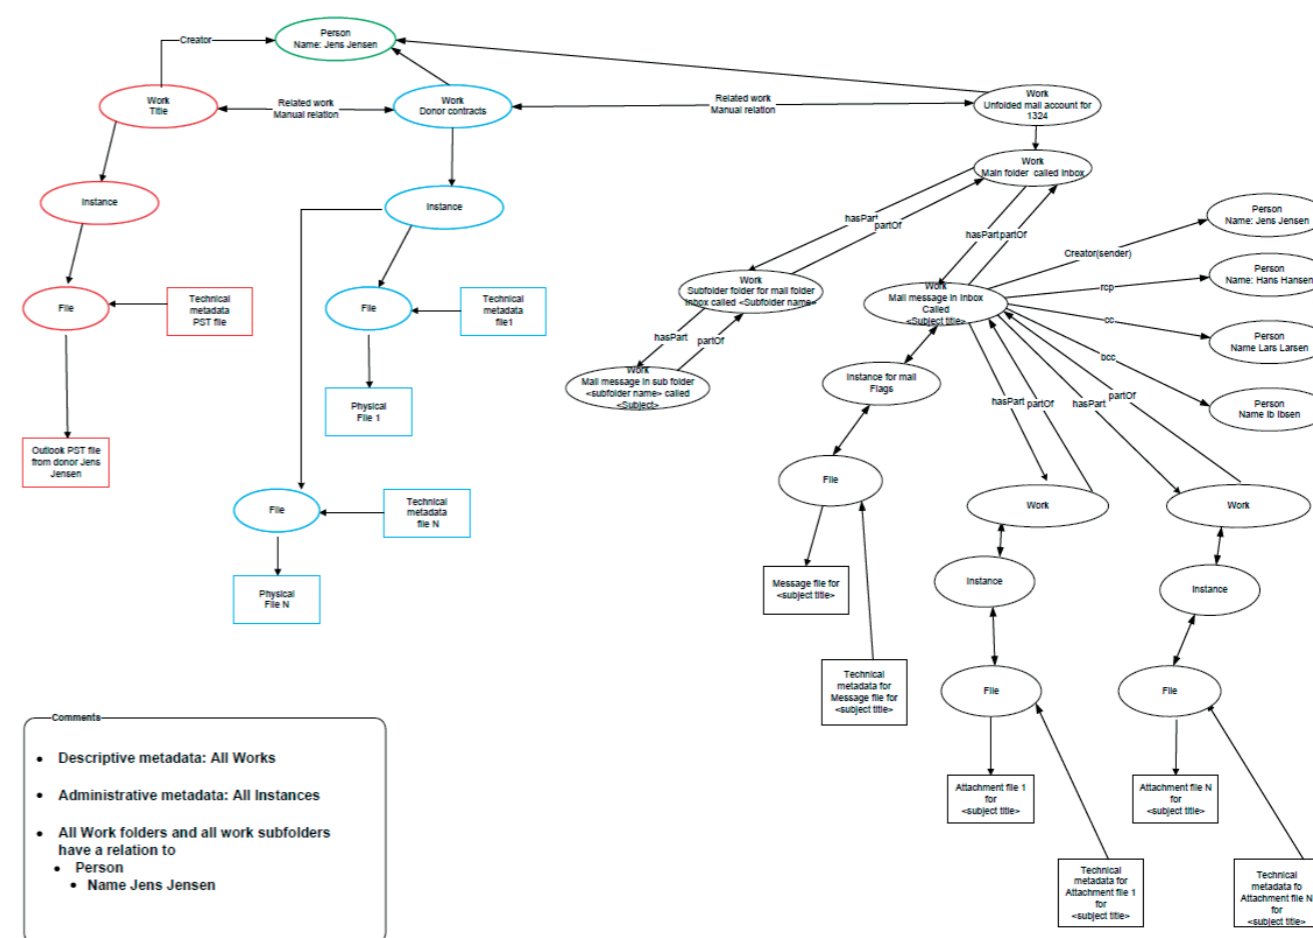 Person
Name: Jens Jensen
Creator
Work
Title
Related work
Manual relation
Work
Donor contracts
Related work
Manual relation
Work
Unfolded mail account for
1324
Work
Main folder called Inbox
Instance
Instance
hasPart
partOf
hasPart
partOf
Person
Name: Jens Jensen
Creator(sender)
Person
Name: Hans Hansen
rcp
Work
Subfolder folder for mail folder
Inbox called <Subfolder name>
Work
Mail message in Inbox
Called
<Subject title>
cc
Person
Name Lars Larsen
bcc
Person
Name Ib Ibsen
File
Technical
metadata
PST file
File
Technical
metadata
file1
hasPart
partOf
Work
Mail message in sub folder
<subfolder name> called
<Subject>
Instance for mail
Flags
hasPart
partOf
hasPart
partOf
Physical
File 1
Outlook PST file
from donor Jens
Jensen
File
Technical
metadata
file N
File
Work
Work
Physical
File N
Message file for
<subject title>
Instance
Instance
Technical
metadata for
Message file for
<subject title>
File
File
Attachment file 1
for
<subject title>
Attachment file N
for
<subject title>
Technical
metadata for
Attachment file 1
for
<subject title>
Technical
metadata fo
Attachment file N
for
<subject title>
Comments
• Descriptive metadata: All Works
• Administrative metadata: All Instances
• All Work folders and all work subfolders
have a relation to
• Person
• Name Jens Jensen